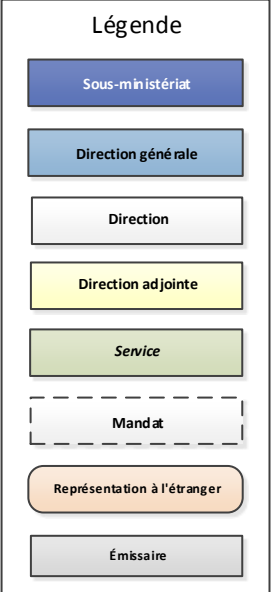 Légende
Sous-ministériat
Direction générale
Direction
Direction adjointe
Service
Mandat
Représentation à l'étranger
Émissaire